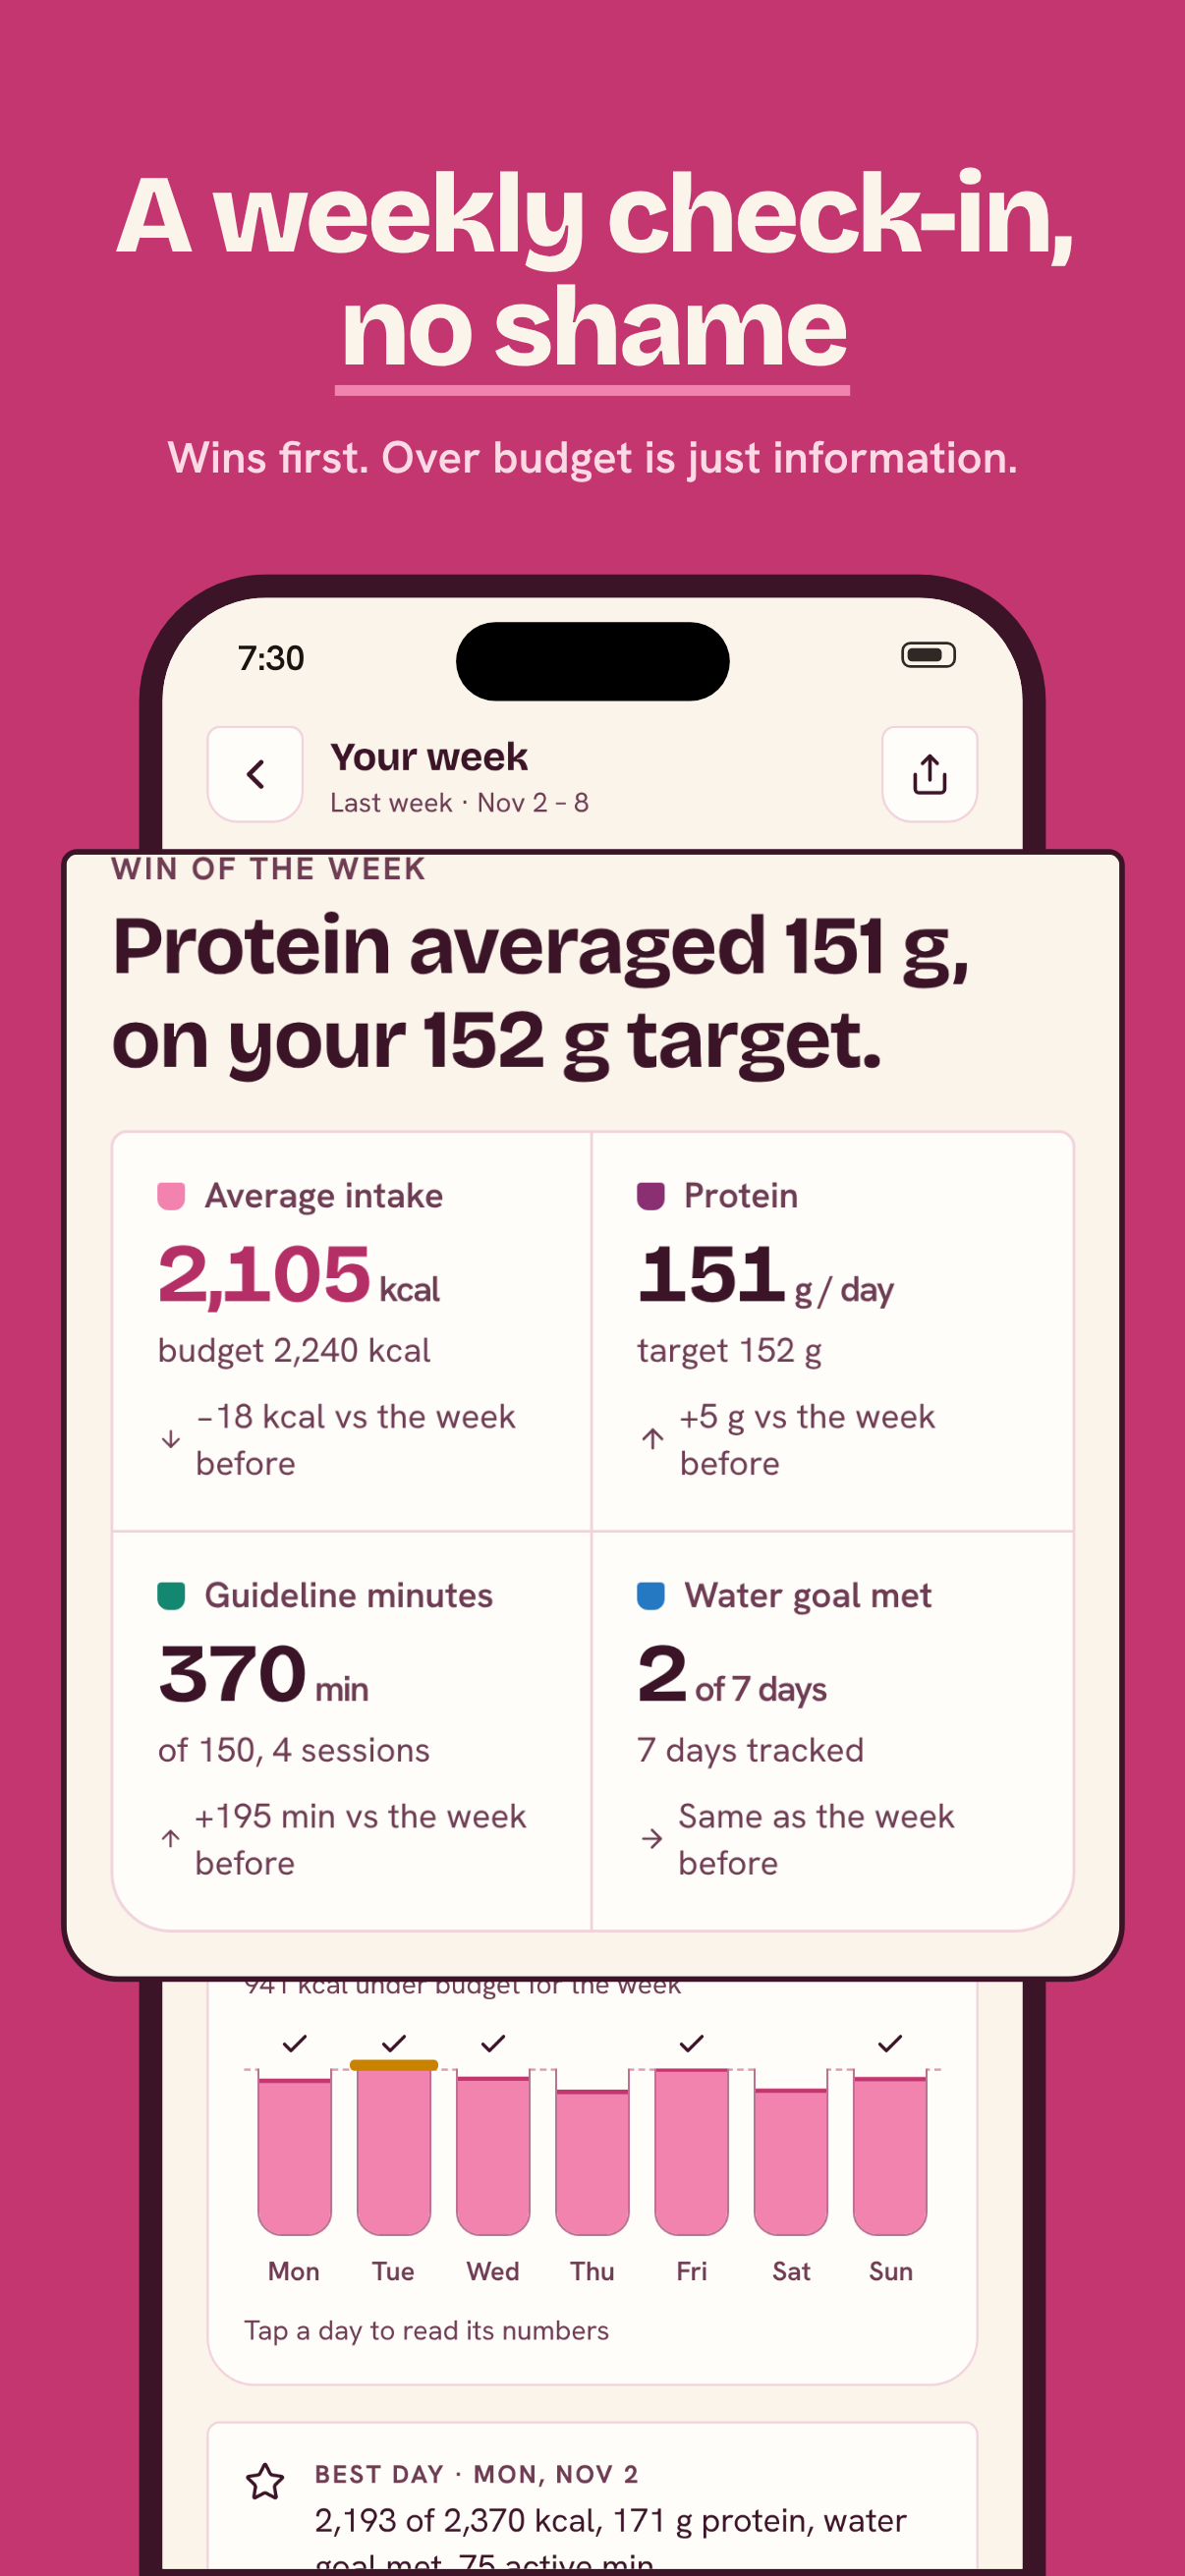 A weekly check-in,
no shame
Wins first. Over budget is just information.
7:30
Your week
Last week · Nov 2 – 8
WIN OF THE WEEK
Protein averaged 151 g,
on your 152 g target.
Average intake
2,105 kcal
budget 2,240 kcal
−18 kcal vs the week
before
Protein
151 g / day
target 152 g
+5 g vs the week
before
Guideline minutes
370 min
of 150, 4 sessions
+195 min vs the week
before
Water goal met
2 of 7 days
7 days tracked
Same as the week
before
941 kcal under budget for the week
Mon Tue Wed Thu Fri Sat Sun
Tap a day to read its numbers
BEST DAY · MON, NOV 2
2,193 of 2,370 kcal, 171 g protein, water
goal met, 75 active min